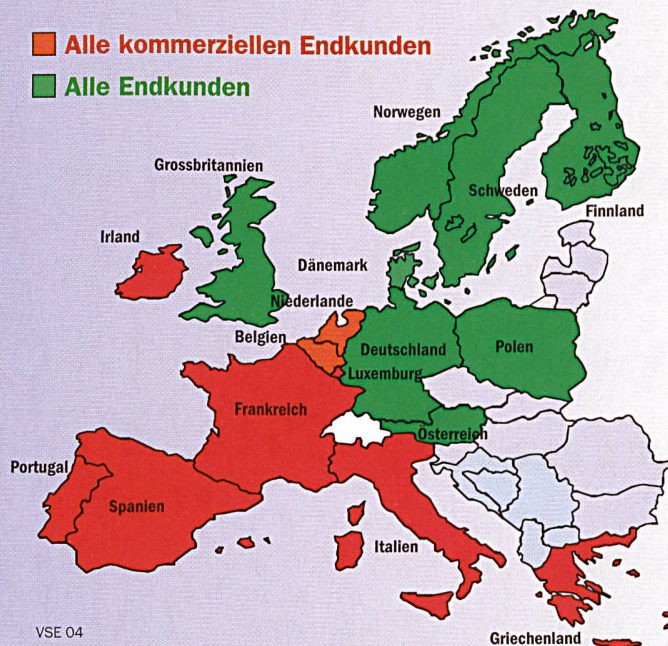 Alle kommerziellen Endkunden
Alle Endkunden
Norwegen
Grossbritannien
Schweden
Finnland
Irland
Dänemark
Niederlande
Belgien
Deutschland
Polen
Luxemburg
Frankreich
Österreich
Portugal
Spanien
Italien
VSE 04
Griechenland